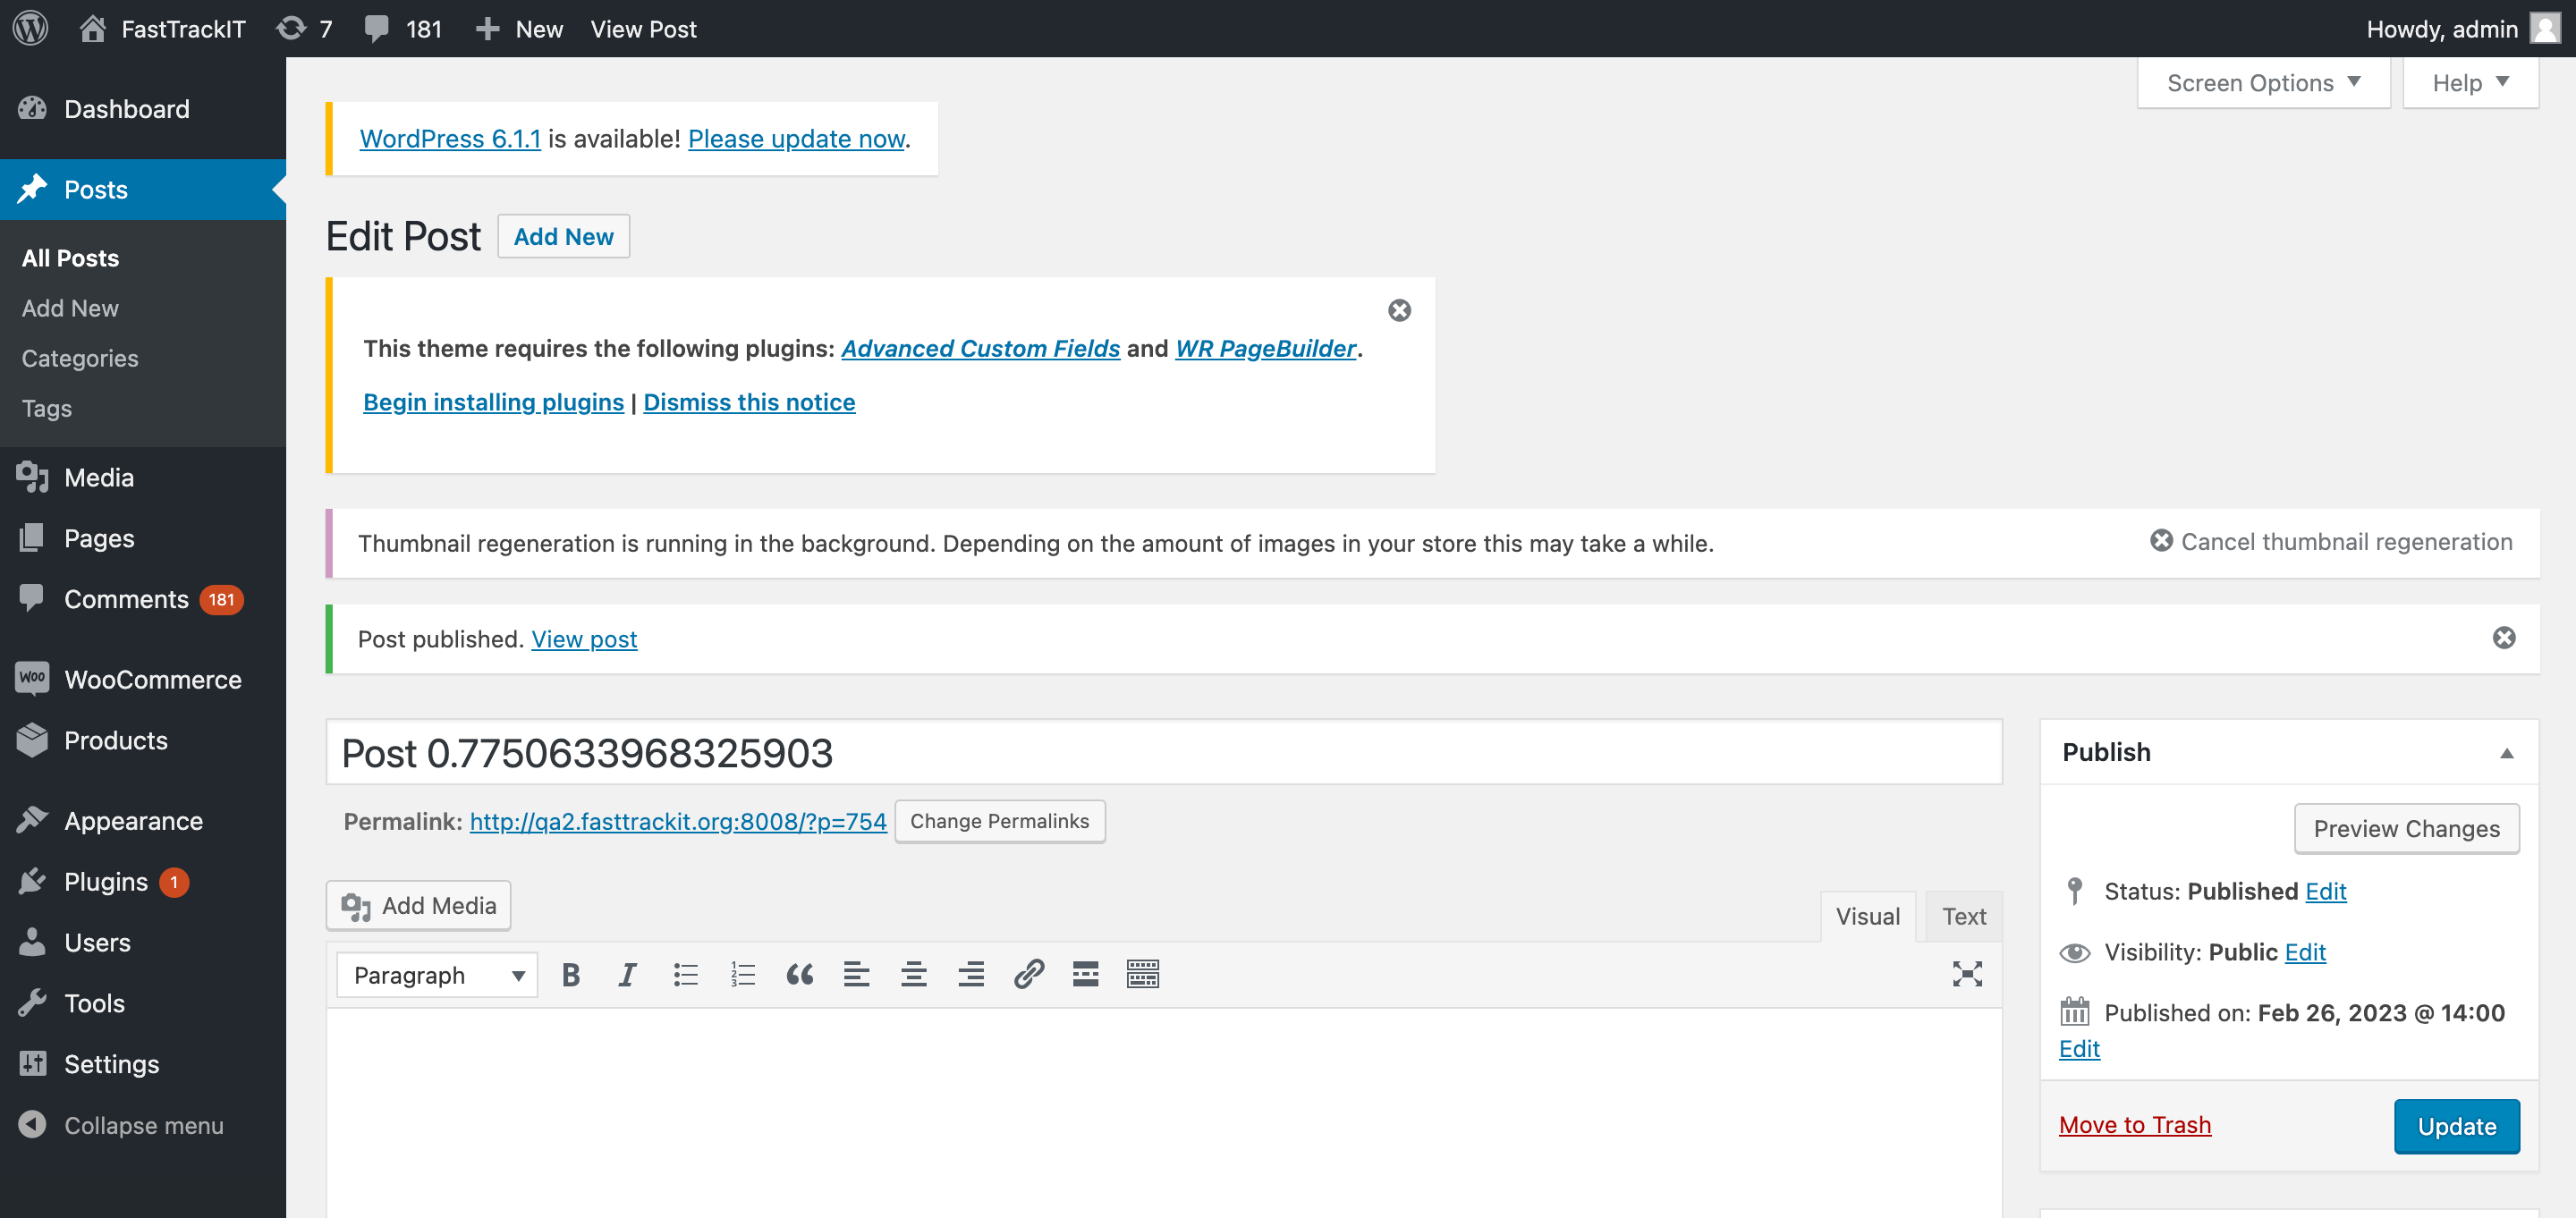 FastTrackIT 7 181 New View Post Howdy, admin
Screen Options Help
Dashboard
Posts
All Posts
Add New
Categories
Tags
Media
Pages
Comments 181
WOO WooCommerce
Products
Appearance
Plugins 1
Users
Tools
Settings
Collapse menu
WordPress 6.1.1 is available! Please update now.
Edit Post Add New
This theme requires the following plugins: Advanced Custom Fields and WR PageBuilder.
Begin installing plugins | Dismiss this notice
Thumbnail regeneration is running in the background. Depending on the amount of images in your store this may take a while. Cancel thumbnail regeneration
Post published. View post
Post 0.7750633968325903
Permalink: http://qa2.fasttrackit.org:8008/?p=754 Change Permalinks
Add Media
Visual Text
Paragraph
Publish
Preview Changes
Status: Published Edit
Visibility: Public Edit
Published on: Feb 26, 2023 @ 14:00
Edit
Move to Trash Update